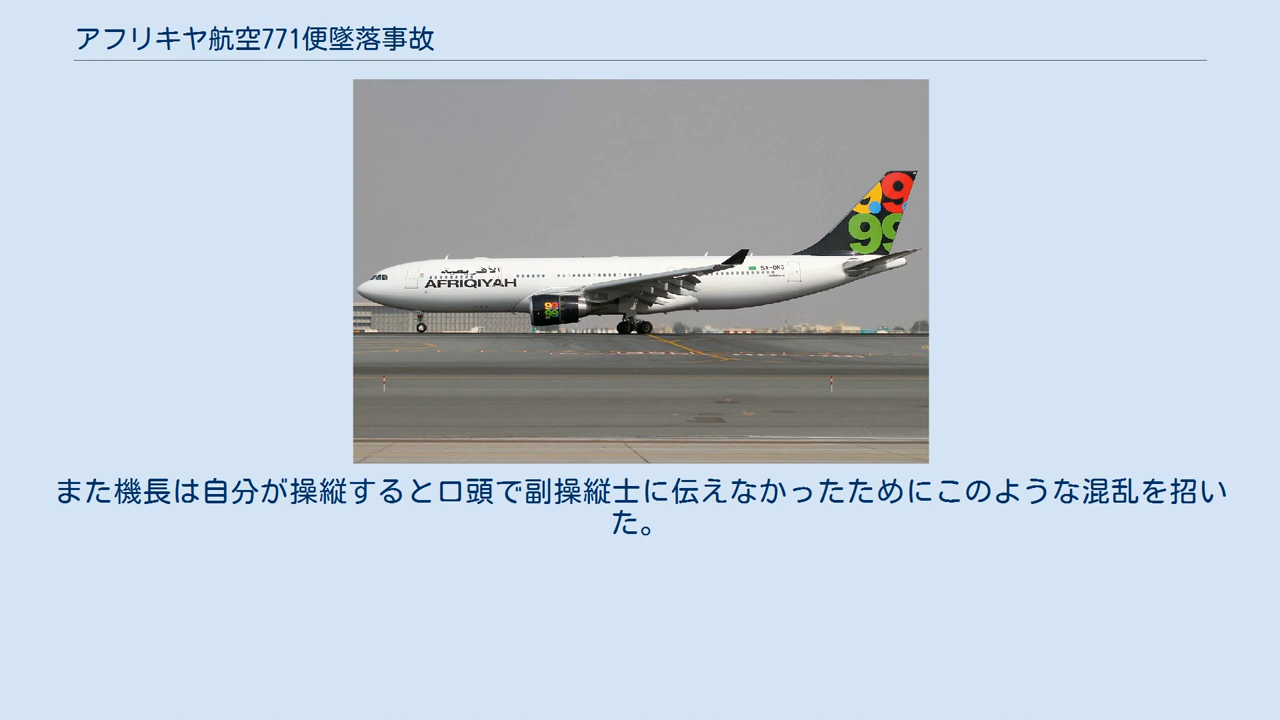 アフリキヤ航空771便墜落事故
الأفريقية
AFRIQIYAH
99
99
また機長は自分が操縦すると口頭で副操縦士に伝えなかったためにこのような混乱を招い
た。